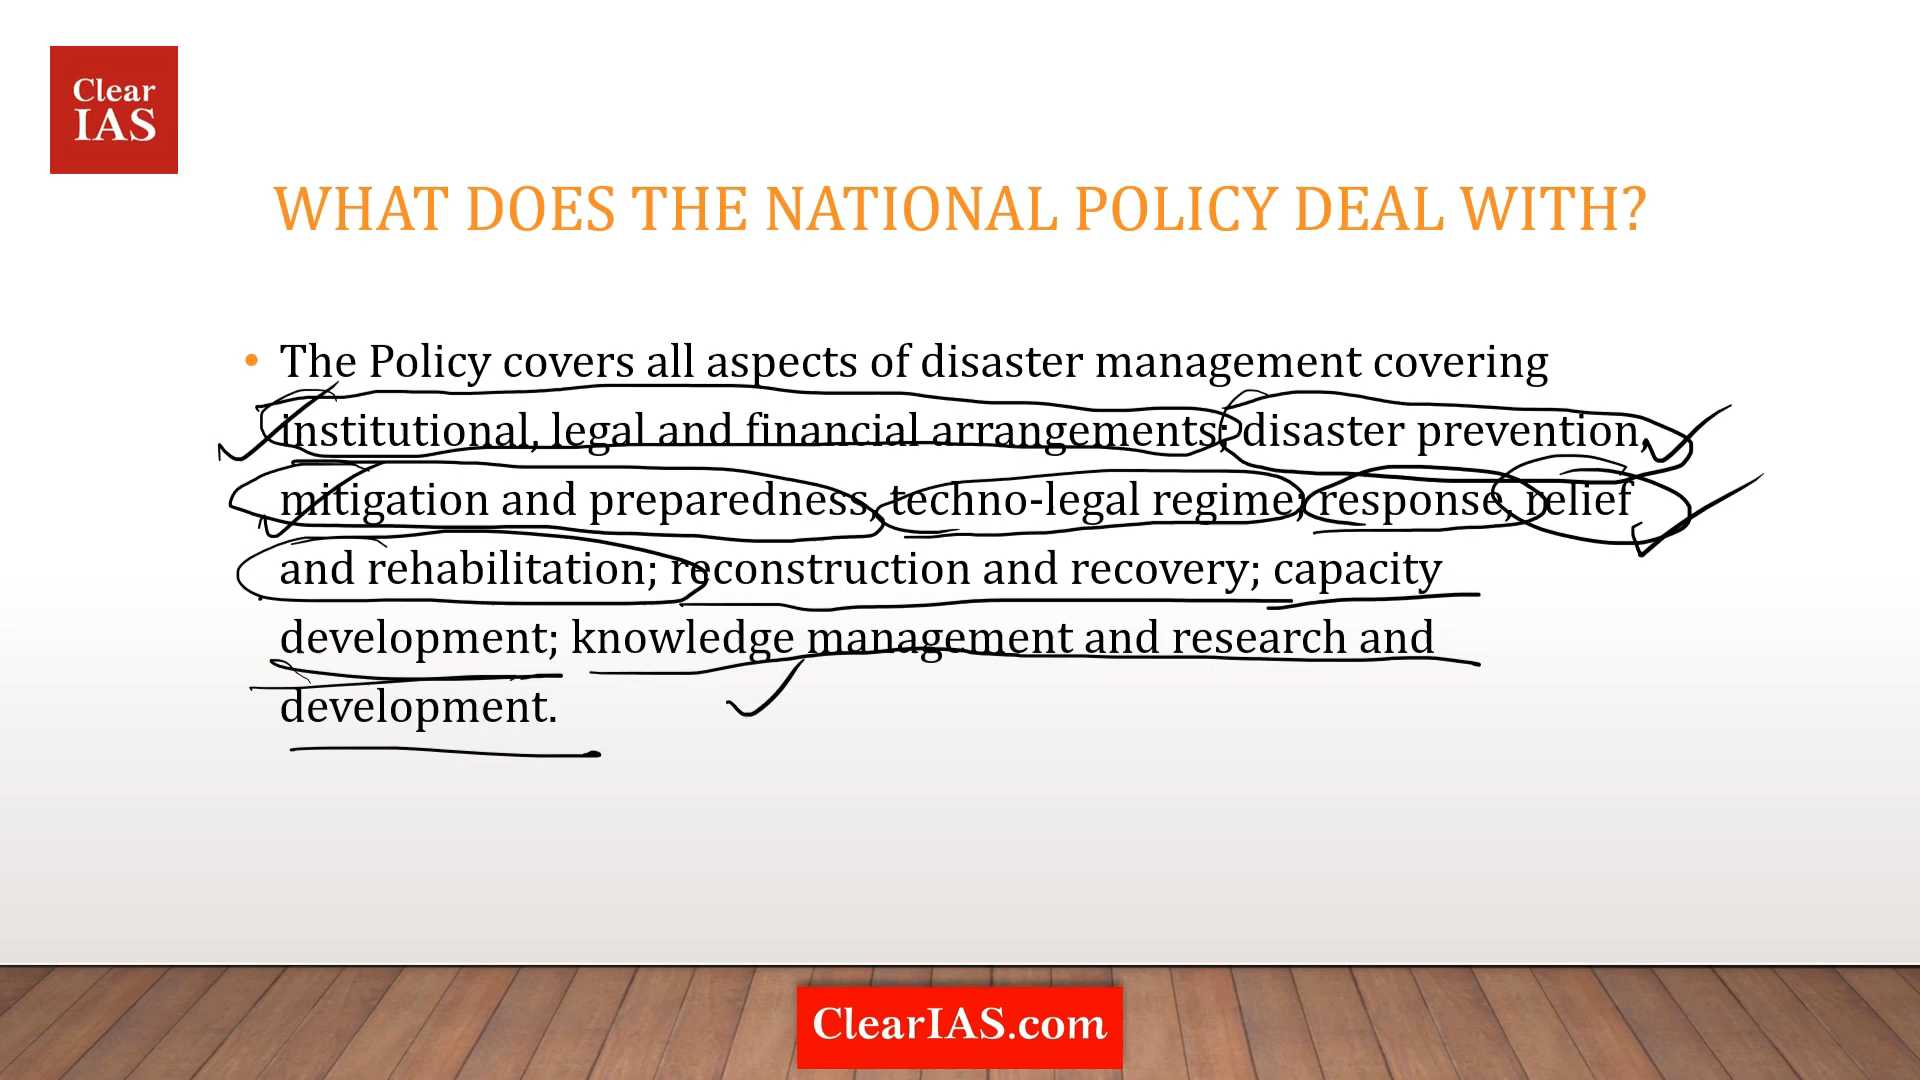 Clear
IAS
WHAT DOES THE NATIONAL POLICY DEAL WITH?
• The Policy covers all aspects of disaster management covering
institutional, legal and financial arrangements; disaster prevention,
mitigation and preparedness, techno-legal regime; response, relief
and rehabilitation; reconstruction and recovery; capacity
development; knowledge management and research and
development.
ClearIAS.com